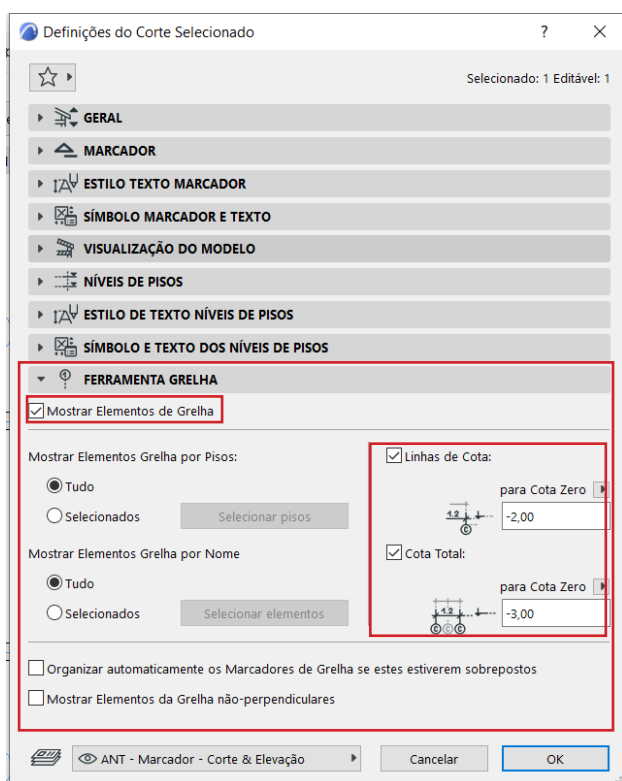 Definições do Corte Selecionado ? ×
Selecionado: 1 Editável: 1
GERAL
MARCADOR
ESTILO TEXTO MARCADOR
SÍMBOLO MARCADOR E TEXTO
VISUALIZAÇÃO DO MODELO
NÍVEIS DE PISOS
ESTILO DE TEXTO NÍVEIS DE PISOS
SÍMBOLO E TEXTO DOS NÍVEIS DE PISOS
FERRAMENTA GRELHA
Mostrar Elementos de Grelha
Mostrar Elementos Grelha por Pisos:
Tudo
Selecionados Selecionar pisos
Mostrar Elementos Grelha por Nome
Tudo
Selecionados Selecionar elementos
Linhas de Cota:
para Cota Zero
1.2 C -2,00
Cota Total:
para Cota Zero
1.2 C C C -3,00
Organizar automaticamente os Marcadores de Grelha se estes estiverem sobrepostos
Mostrar Elementos da Grelha não-perpendiculares
ANT - Marcador - Corte & Elevação Cancelar OK